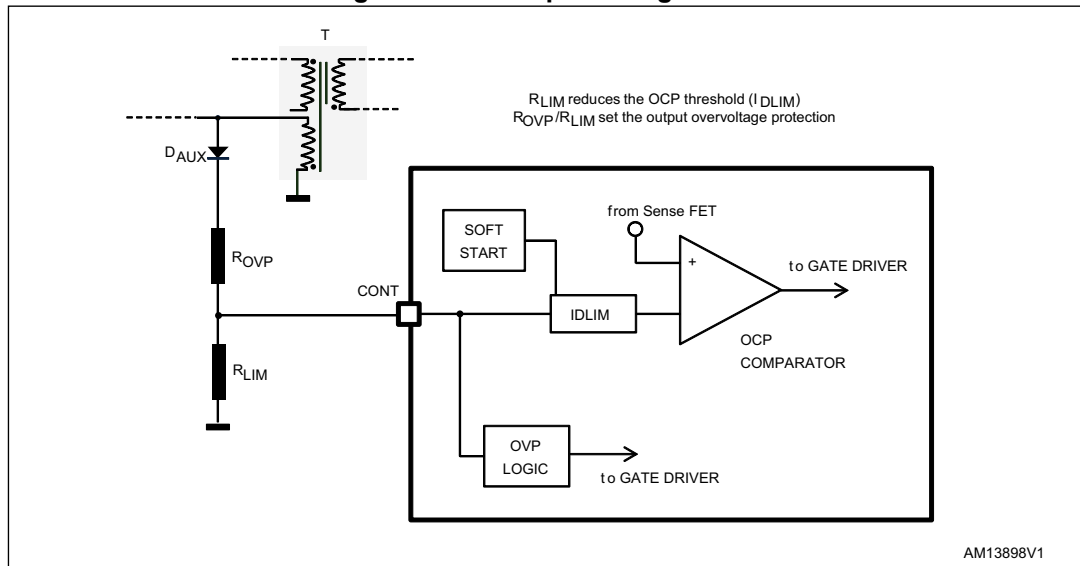 T
RLIM reduces the OCP threshold (IDLIM)
ROVP/RLIM set the output overvoltage protection
DAUX
from Sense FET
SOFT
START
+
to GATE DRIVER
ROVP
CONT
IDLIM
OCP
COMPARATOR
RLIM
OVP
LOGIC
to GATE DRIVER
AM13898V1